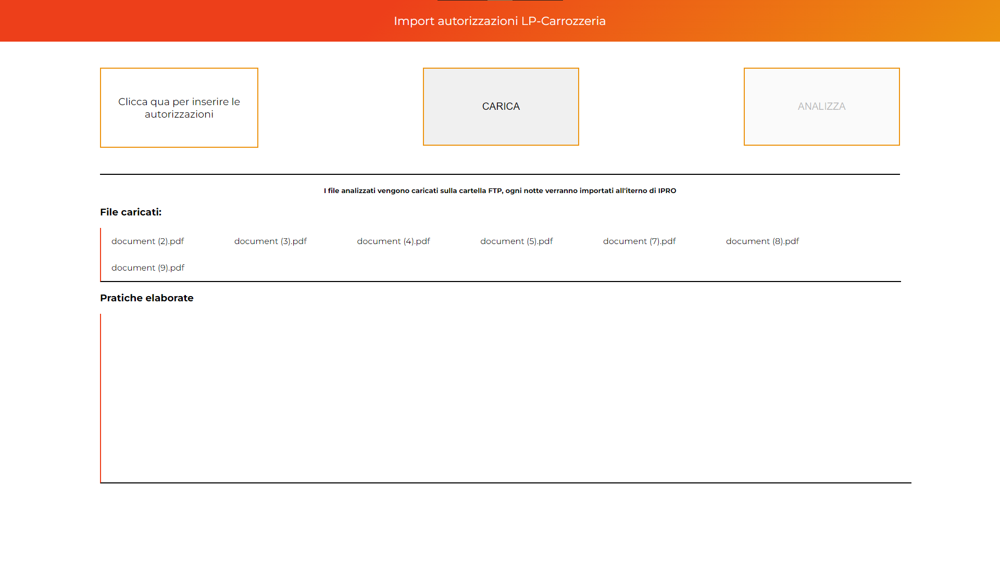 Import autorizzazioni LP-Carrozzeria
Clicca qua per inserire le
autorizzazioni
CARICA
ANALIZZA
I file analizzati vengono caricati sulla cartella FTP, ogni notte verranno importati all'iterno di IPRO
File caricati:
document (2).pdf document (3).pdf document (4).pdf document (5).pdf document (7).pdf document (8).pdf
document (9).pdf
Pratiche elaborate